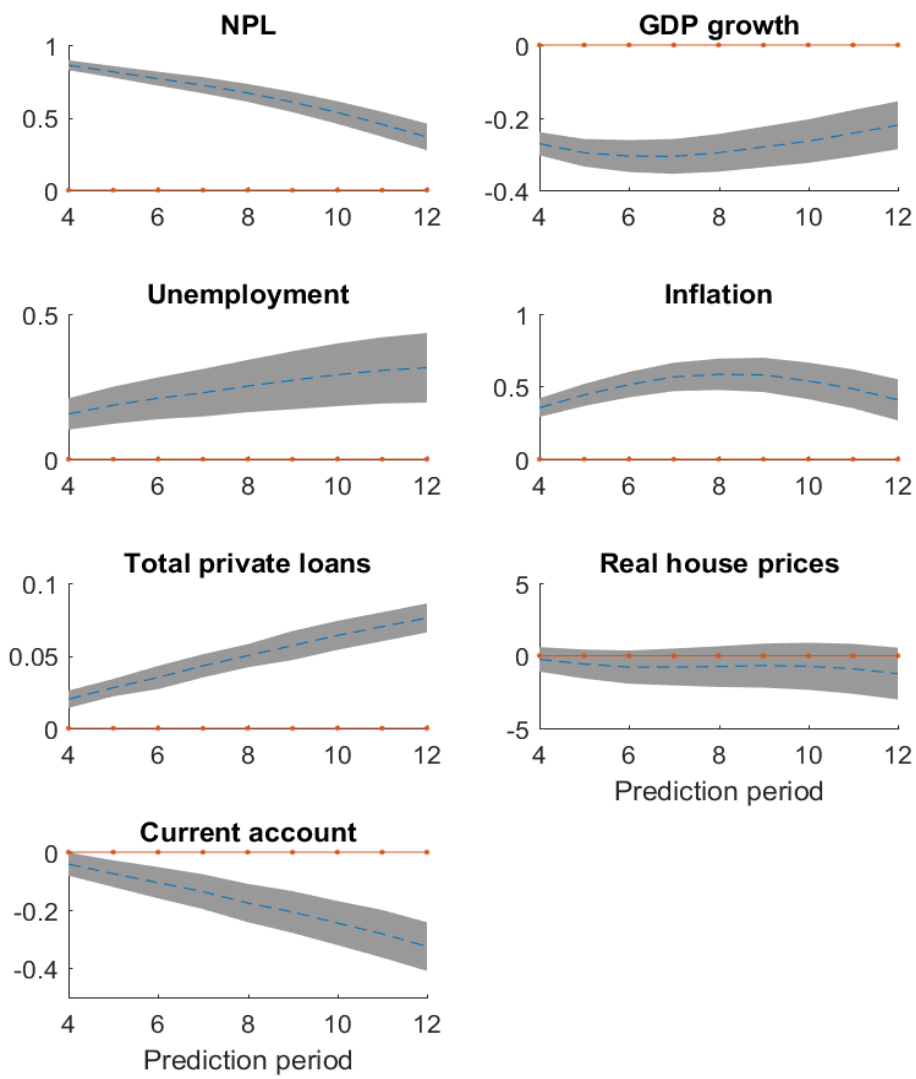 NPL
1
0.5
0
4 6 8 10 12
GDP growth
0
-0.2
-0.4
4 6 8 10 12
Unemployment
0.5
0
4 6 8 10 12
Inflation
1
0.5
0
4 6 8 10 12
Total private loans
0.1
0.05
0
4 6 8 10 12
Real house prices
5
0
-5
4 6 8 10 12
Prediction period
Current account
0
-0.2
-0.4
4 6 8 10 12
Prediction period